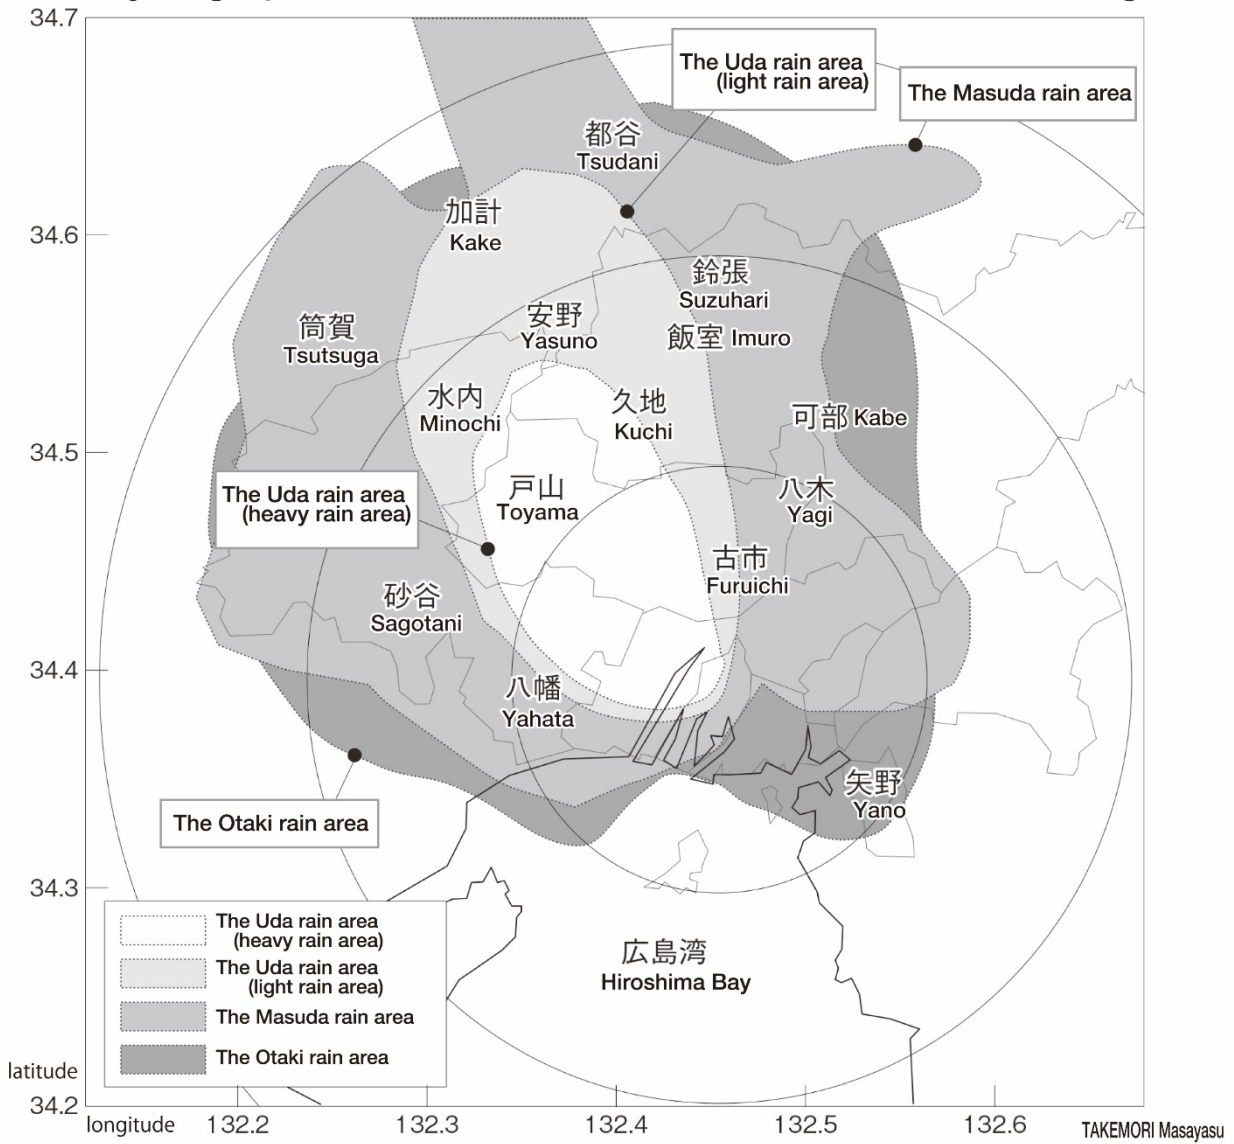 34.7
The Uda rain area
(light rain area)
The Masuda rain area
都谷
Tsudani
加計
Kake
34.6
鈴張
Suzuhari
安野
Yasuno
飯室 Imuro
筒賀
Tsutsuga
水内
Minochi
久地
Kuchi
可部 Kabe
34.5
The Uda rain area
(heavy rain area)
戸山
Toyama
八木
Yagi
古市
Furuichi
砂谷
Sagotani
34.4
八幡
Yahata
矢野
Yano
The Otaki rain area
34.3
The Uda rain area
(heavy rain area)
The Uda rain area
(light rain area)
The Masuda rain area
The Otaki rain area
広島湾
Hiroshima Bay
latitude
34.2
longitude
132.2
132.3
132.4
132.5
132.6
TAKEMORI Masayasu